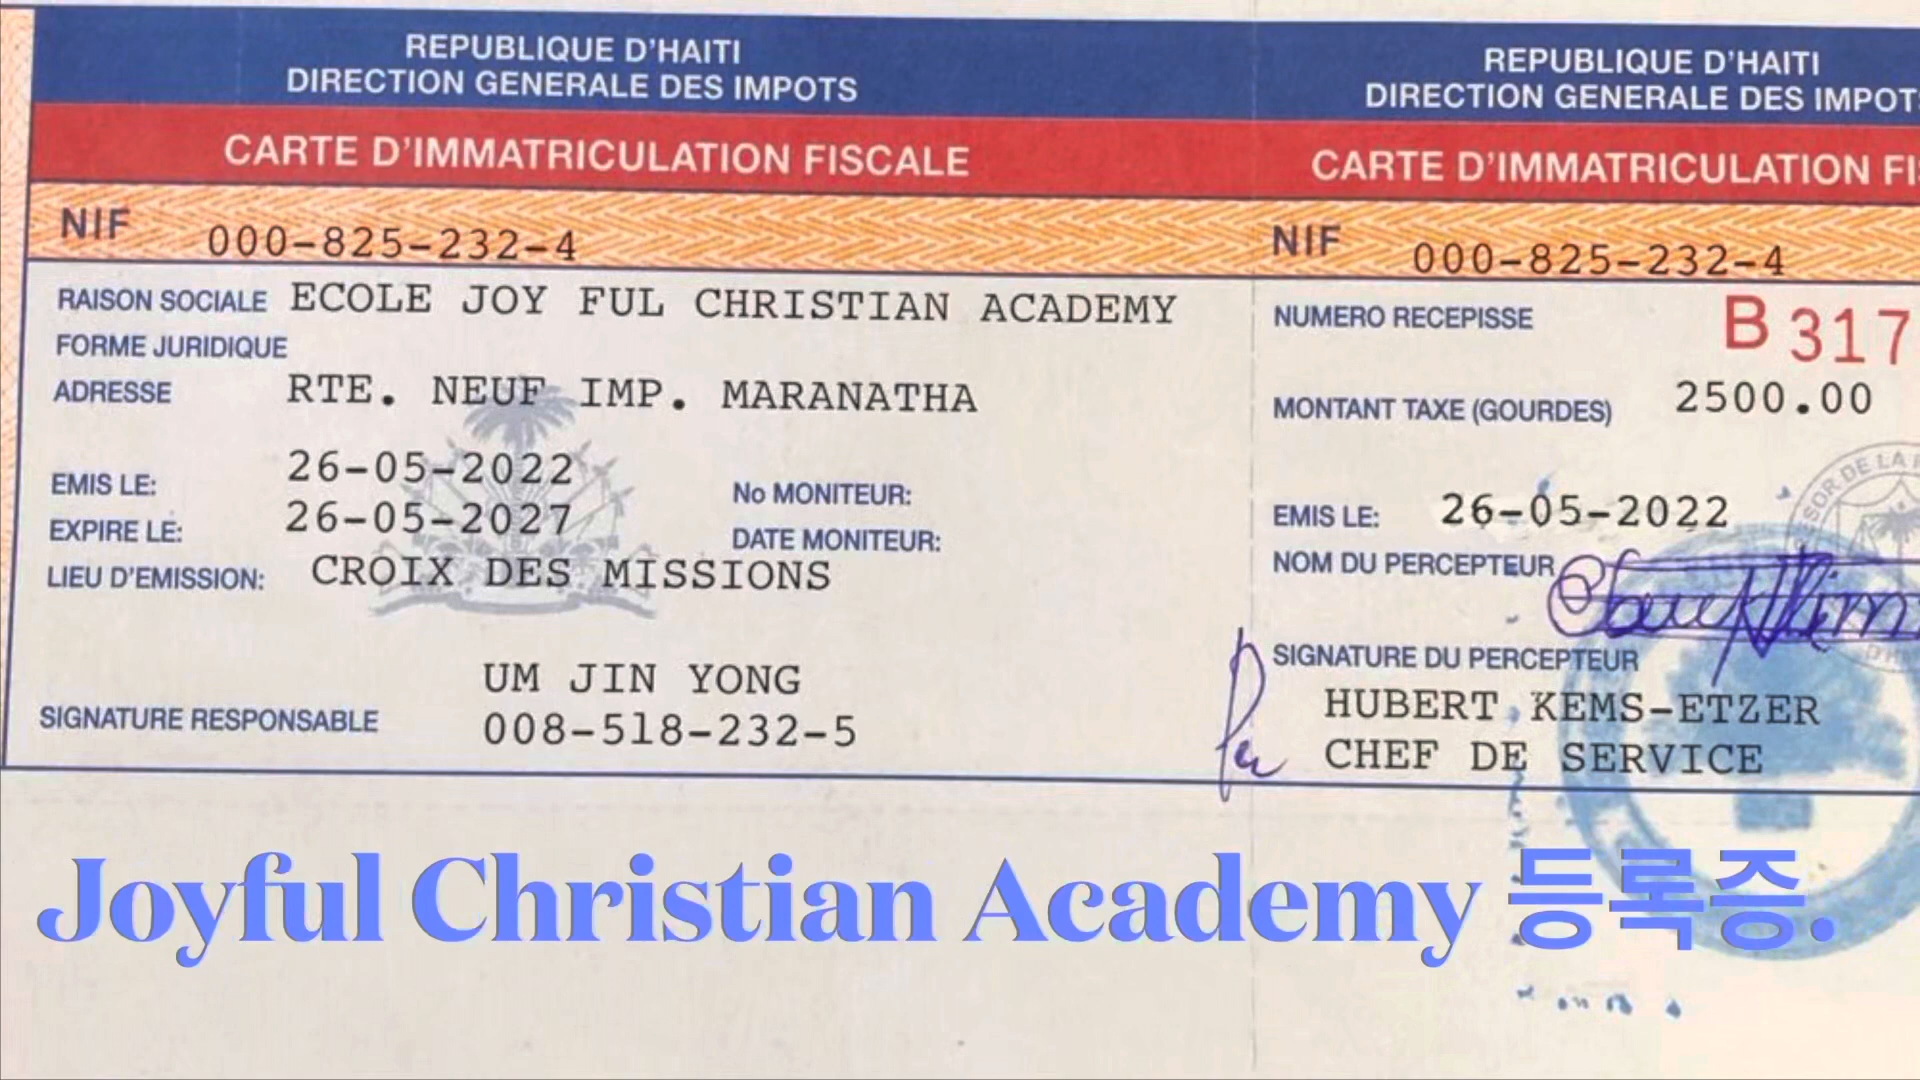 REPUBLIQUE D'HAITI
DIRECTION GENERALE DES IMPOTS
CARTE D'IMMATRICULATION FISCALE
NIF 000-825-232-4
RAISON SOCIALE ECOLE JOY FUL CHRISTIAN ACADEMY
FORME JURIDIQUE
ADRESSE RTE. NEUF IMP. MARANATHA
EMIS LE: 26-05-2022
No MONITEUR:
EXPIRE LE: 26-05-2027
DATE MONITEUR:
LIEU D'EMISSION: CROIX DES MISSIONS
UM JIN YONG
SIGNATURE RESPONSABLE 008-518-232-5
REPUBLIQUE D'HAITI
DIRECTION GENERALE DES IMPOTS
CARTE D'IMMATRICULATION FIS
NIF 000-825-232-4
NUMERO RECEPISSE B 317
MONTANT TAXE (GOURDES) 2500.00
EMIS LE: 26-05-2022
NOM DU PERCEPTEUR
SIGNATURE DU PERCEPTEUR
HUBERT KEMS-ETZER
CHEF DE SERVICE
Joyful Christian Academy 등록증.